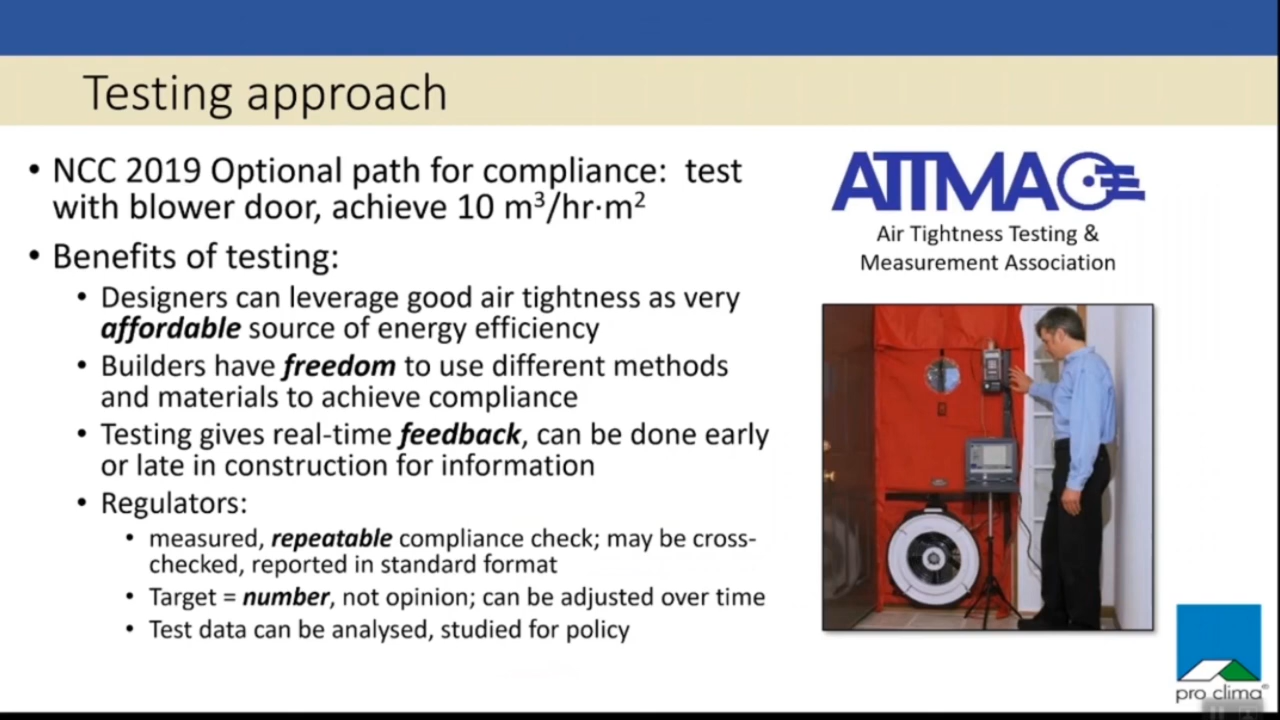 Testing approach
• NCC 2019 Optional path for compliance: test
with blower door, achieve 10 m³/hr·m²
• Benefits of testing:
• Designers can leverage good air tightness as very
affordable source of energy efficiency
• Builders have freedom to use different methods
and materials to achieve compliance
• Testing gives real-time feedback, can be done early
or late in construction for information
• Regulators:
• measured, repeatable compliance check; may be cross-
checked, reported in standard format
• Target = number, not opinion; can be adjusted over time
• Test data can be analysed, studied for policy
ATTMA
Air Tightness Testing &
Measurement Association
pro clima®